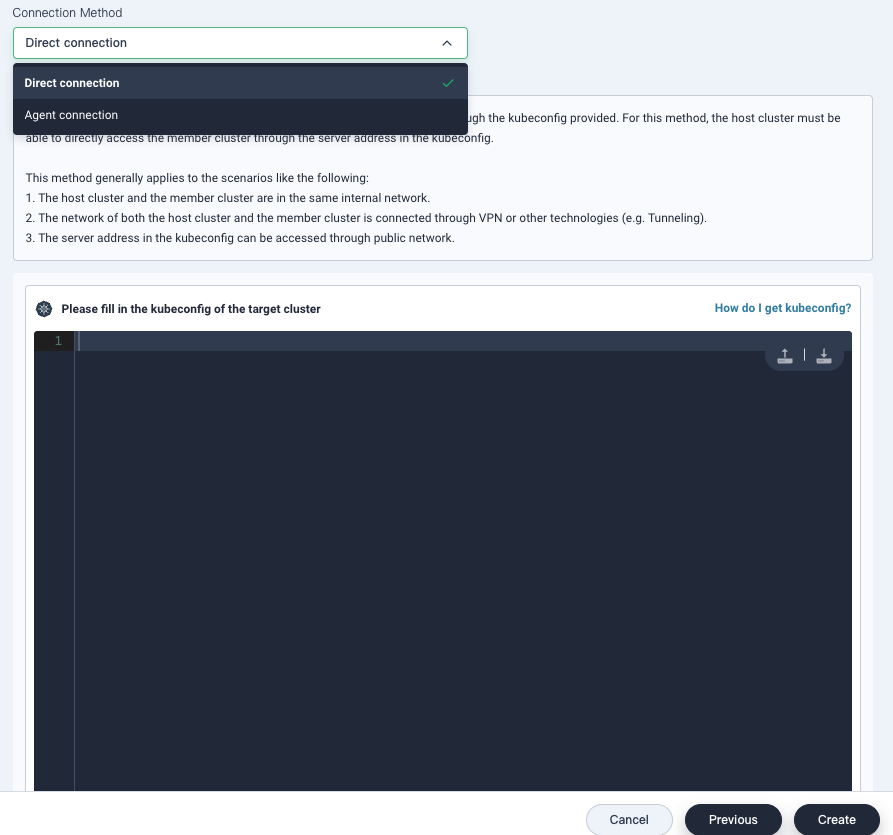 Connection Method
Direct connection
Direct connection
Agent connection
ugh the kubeconfig provided. For this method, the host cluster must be
able to directly access the member cluster through the server address in the kubeconfig.
This method generally applies to the scenarios like the following:
1. The host cluster and the member cluster are in the same internal network.
2. The network of both the host cluster and the member cluster is connected through VPN or other technologies (e.g. Tunneling).
3. The server address in the kubeconfig can be accessed through public network.
Please fill in the kubeconfig of the target cluster
How do I get kubeconfig?
1
Cancel
Previous
Create